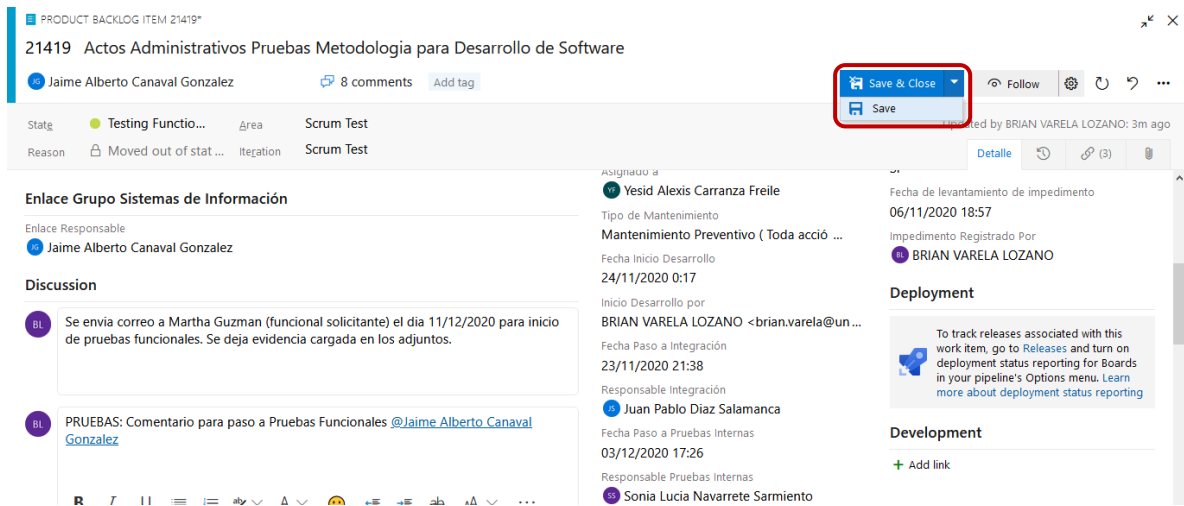 PRODUCT BACKLOG ITEM 21419*
21419 Actos Administrativos Pruebas Metodologia para Desarrollo de Software
JG Jaime Alberto Canaval Gonzalez
8 comments
Add tag
Save & Close
Follow
Save
State
Testing Functio...
Area
Scrum Test
Updated by BRIAN VARELA LOZANO: 3m ago
Reason
Moved out of stat ...
Iteration
Scrum Test
Detalle
(3)
Enlace Grupo Sistemas de Información
Enlace Responsable
JG Jaime Alberto Canaval Gonzalez
Discussion
BL
Se envia correo a Martha Guzman (funcional solicitante) el dia 11/12/2020 para inicio
de pruebas funcionales. Se deja evidencia cargada en los adjuntos.
BL
PRUEBAS: Comentario para paso a Pruebas Funcionales @Jaime Alberto Canaval
Gonzalez
Asignado a
YF Yesid Alexis Carranza Freile
Tipo de Mantenimiento
Mantenimiento Preventivo ( Toda acció ...
Fecha Inicio Desarrollo
24/11/2020 0:17
Inicio Desarrollo por
BRIAN VARELA LOZANO <brian.varela@un...
Fecha Paso a Integración
23/11/2020 21:38
Responsable Integración
JS Juan Pablo Diaz Salamanca
Fecha Paso a Pruebas Internas
03/12/2020 17:26
Responsable Pruebas Internas
SS Sonia Lucia Navarrete Sarmiento
Fecha de levantamiento de impedimento
06/11/2020 18:57
Impedimento Registrado Por
BL BRIAN VARELA LOZANO
Deployment
To track releases associated with this
work item, go to Releases and turn on
deployment status reporting for Boards
in your pipeline's Options menu. Learn
more about deployment status reporting
Development
+ Add link